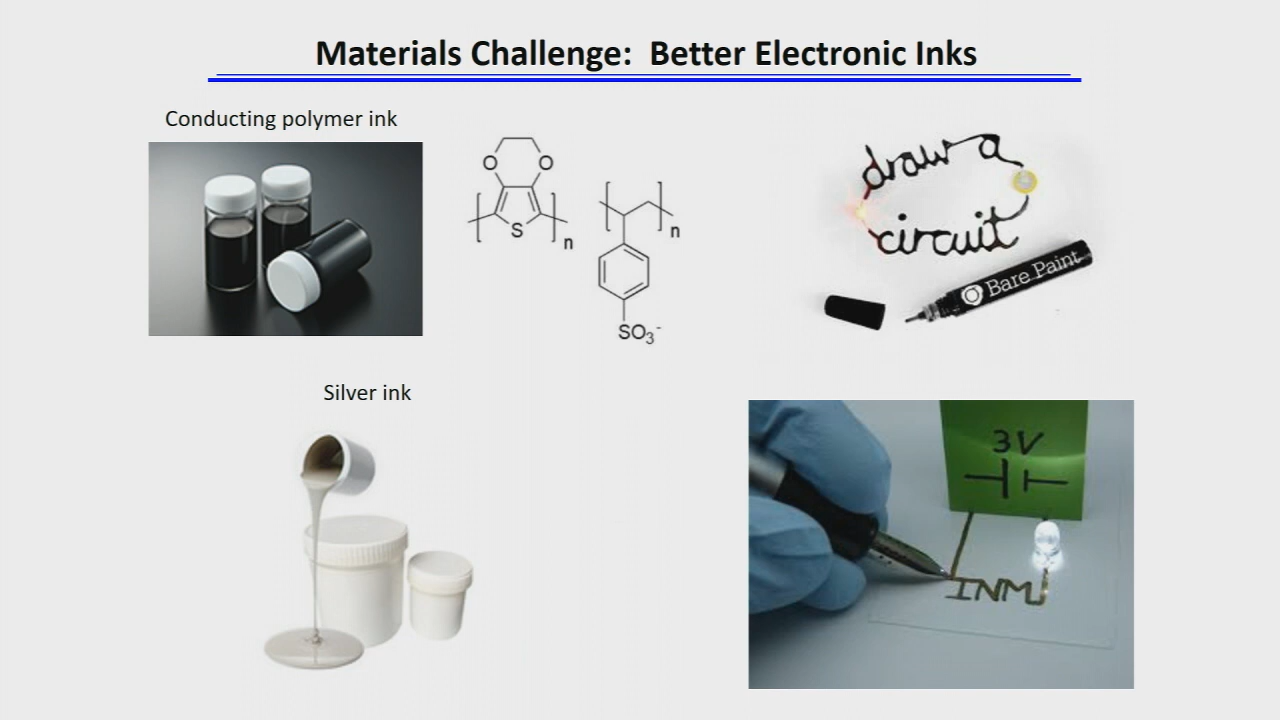 Materials Challenge: Better Electronic Inks
Conducting polymer ink
O O
S
n
n
SO3-
draw a
circuit
Bare Paint
Silver ink
3V
INM